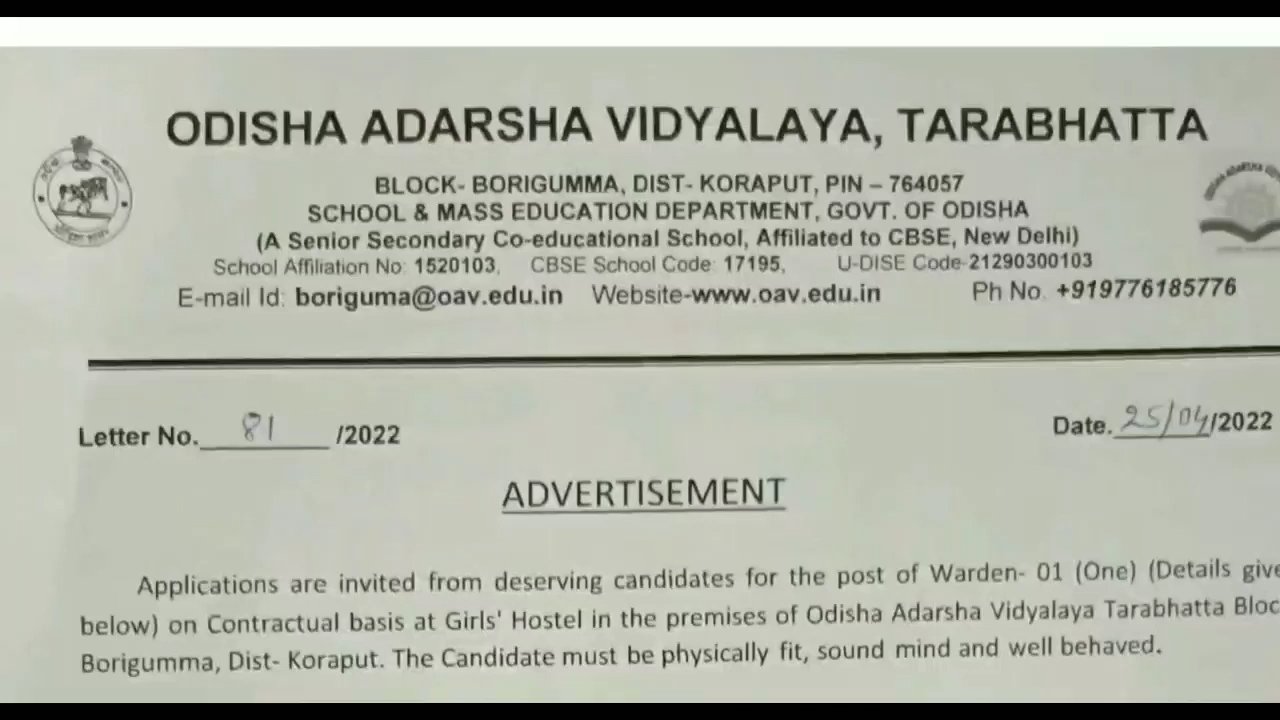 ODISHA ADARSHA VIDYALAYA, TARABHATTA
BLOCK- BORIGUMMA, DIST- KORAPUT, PIN – 764057
SCHOOL & MASS EDUCATION DEPARTMENT, GOVT. OF ODISHA
(A Senior Secondary Co-educational School, Affiliated to CBSE, New Delhi)
School Affiliation No: 1520103, CBSE School Code: 17195, U-DISE Code-21290300103
E-mail Id: boriguma@oav.edu.in Website-www.oav.edu.in Ph No. +919776185776
Letter No. 81 /2022 Date. 25/04/2022
ADVERTISEMENT
Applications are invited from deserving candidates for the post of Warden- 01 (One) (Details give
below) on Contractual basis at Girls' Hostel in the premises of Odisha Adarsha Vidyalaya Tarabhatta Bloc
Borigumma, Dist- Koraput. The Candidate must be physically fit, sound mind and well behaved.